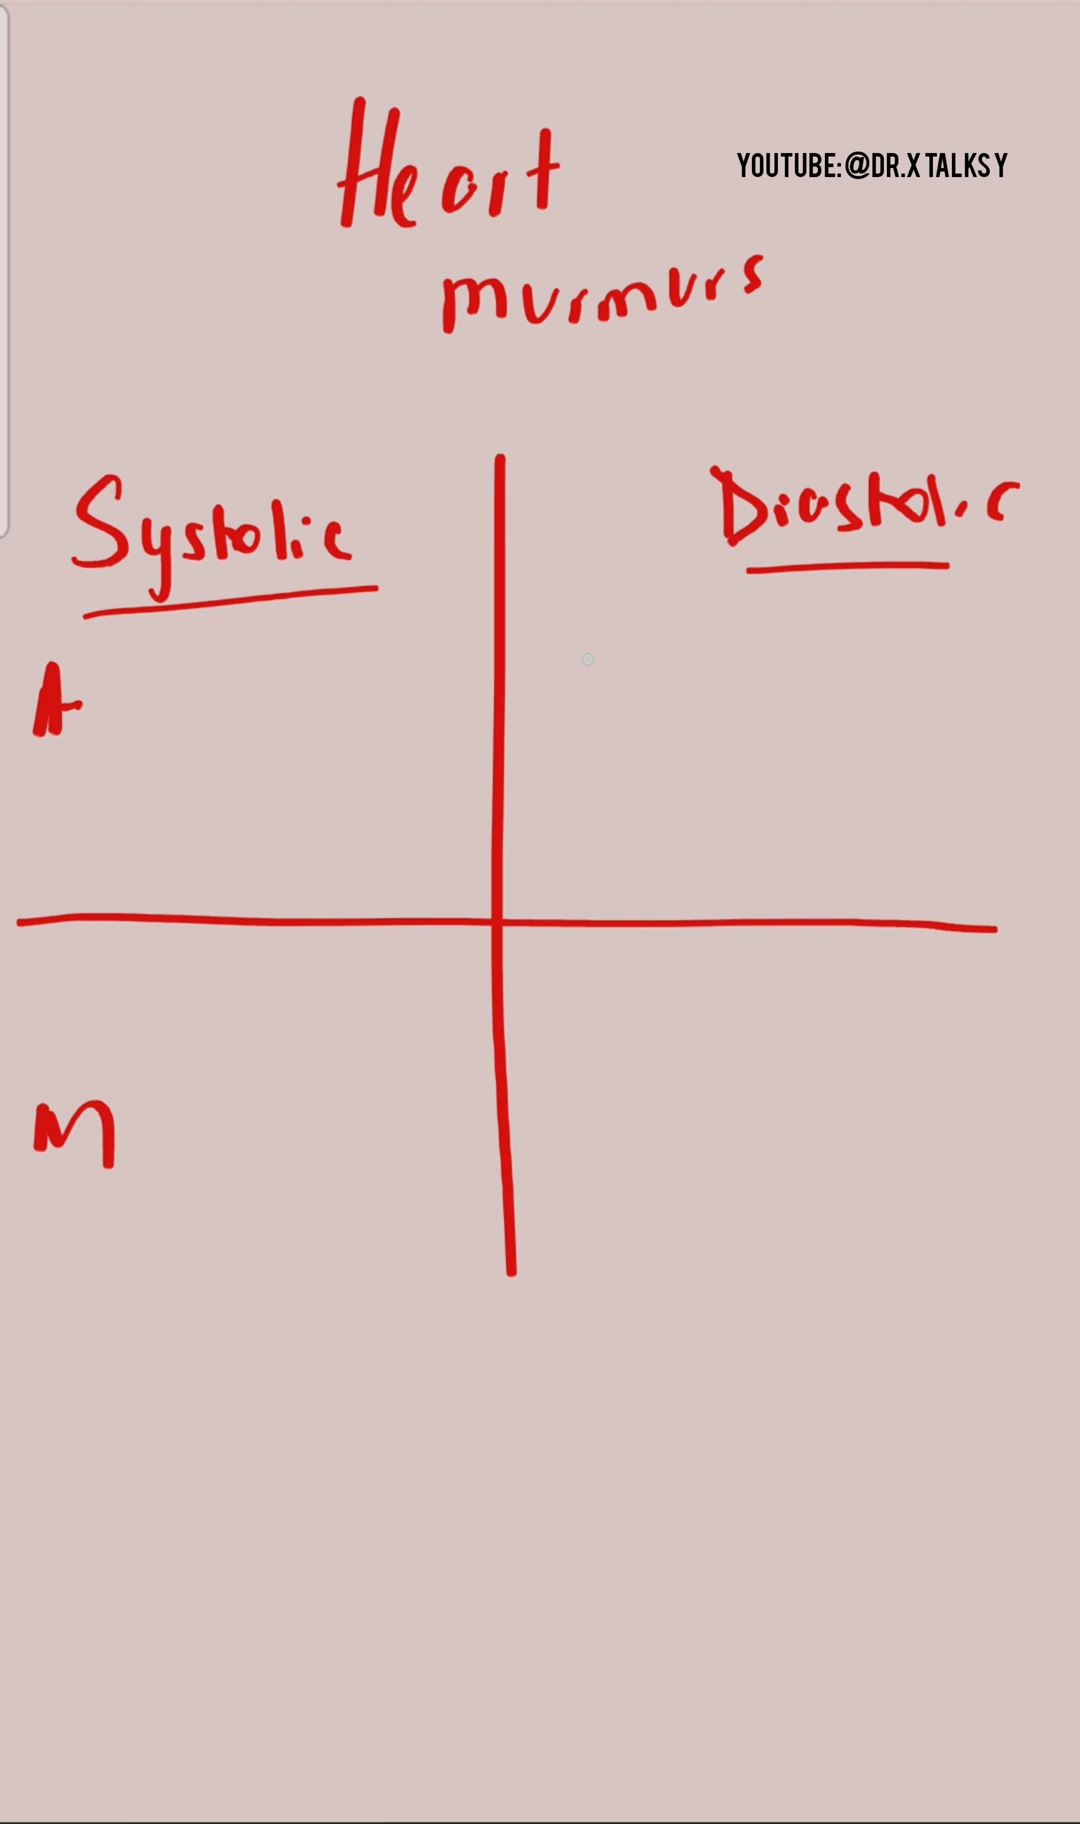 Heart
YOUTUBE: @DR.X TALKS Y
murmurs
Systolic
Diastolic
A
M